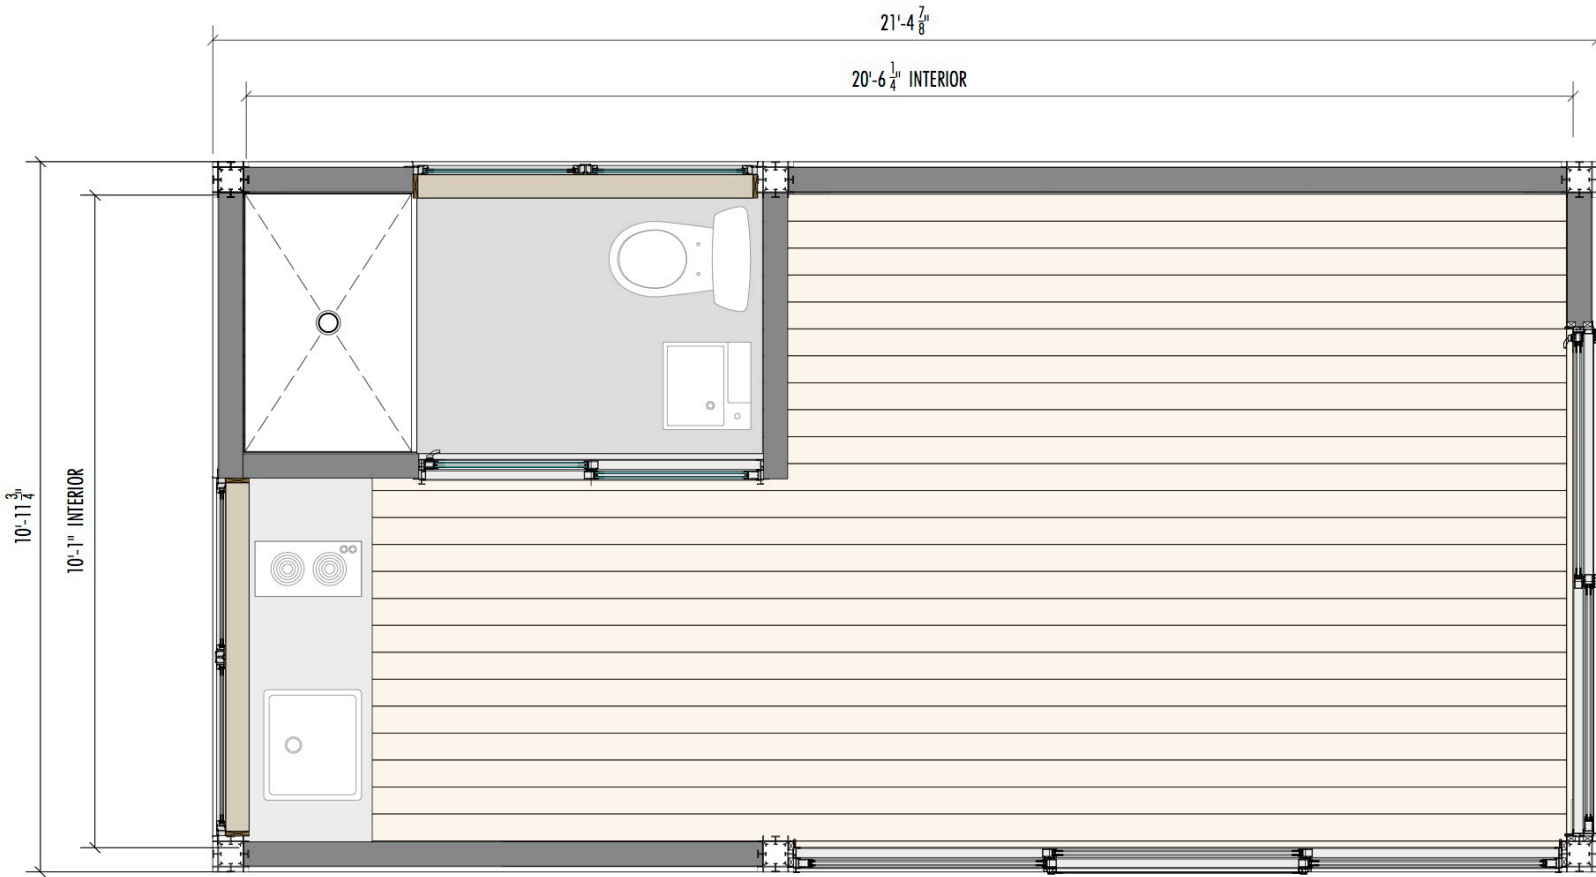 21'-4 7/8"
20'-6 1/4" INTERIOR
10'-11 3/4"
10'-1" INTERIOR